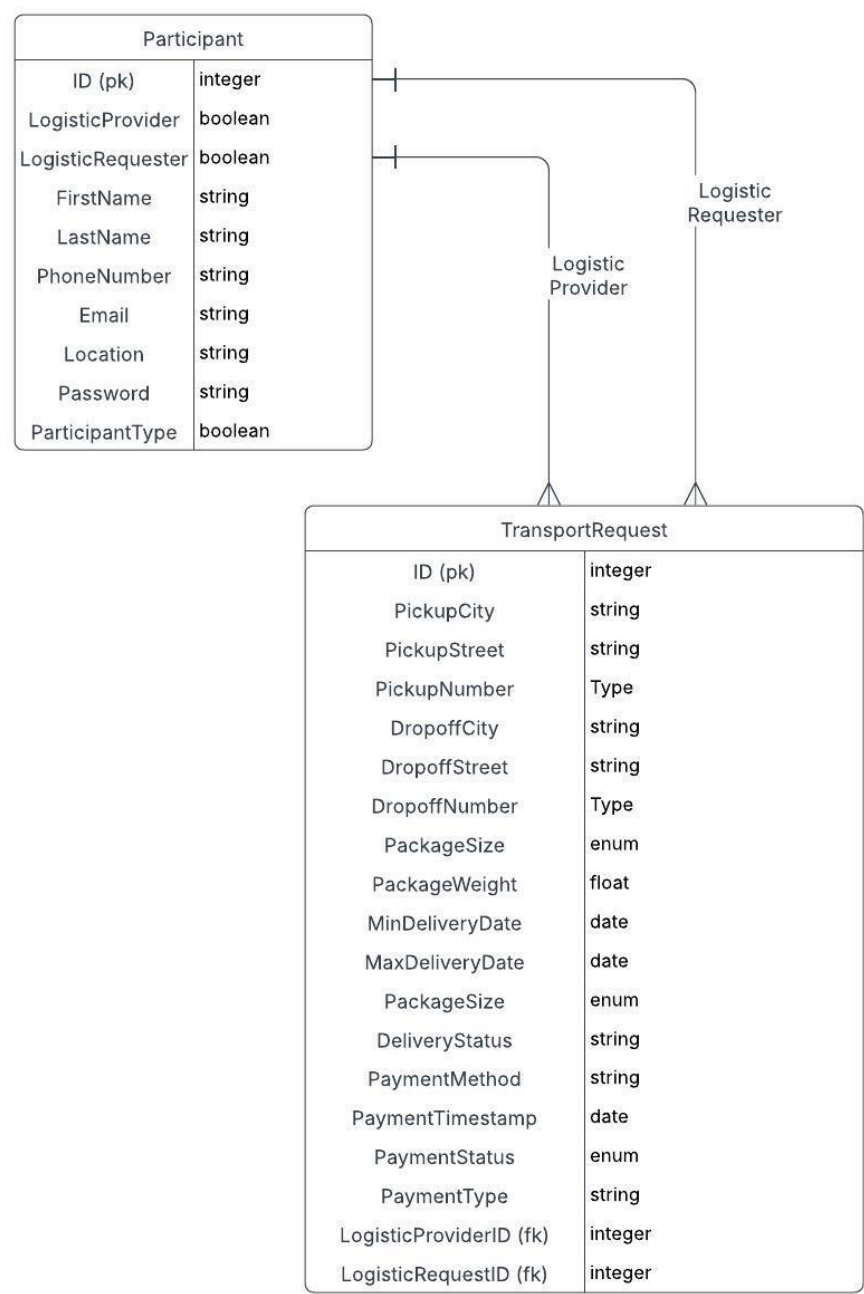 Participant
ID (pk) integer
LogisticProvider boolean
LogisticRequester boolean
FirstName string
LastName string
PhoneNumber string
Email string
Location string
Password string
ParticipantType boolean
Logistic
Requester
Logistic
Provider
TransportRequest
ID (pk) integer
PickupCity string
PickupStreet string
PickupNumber Type
DropoffCity string
DropoffStreet string
DropoffNumber Type
PackageSize enum
PackageWeight float
MinDeliveryDate date
MaxDeliveryDate date
PackageSize enum
DeliveryStatus string
PaymentMethod string
PaymentTimestamp date
PaymentStatus enum
PaymentType string
LogisticProviderID (fk) integer
LogisticRequestID (fk) integer